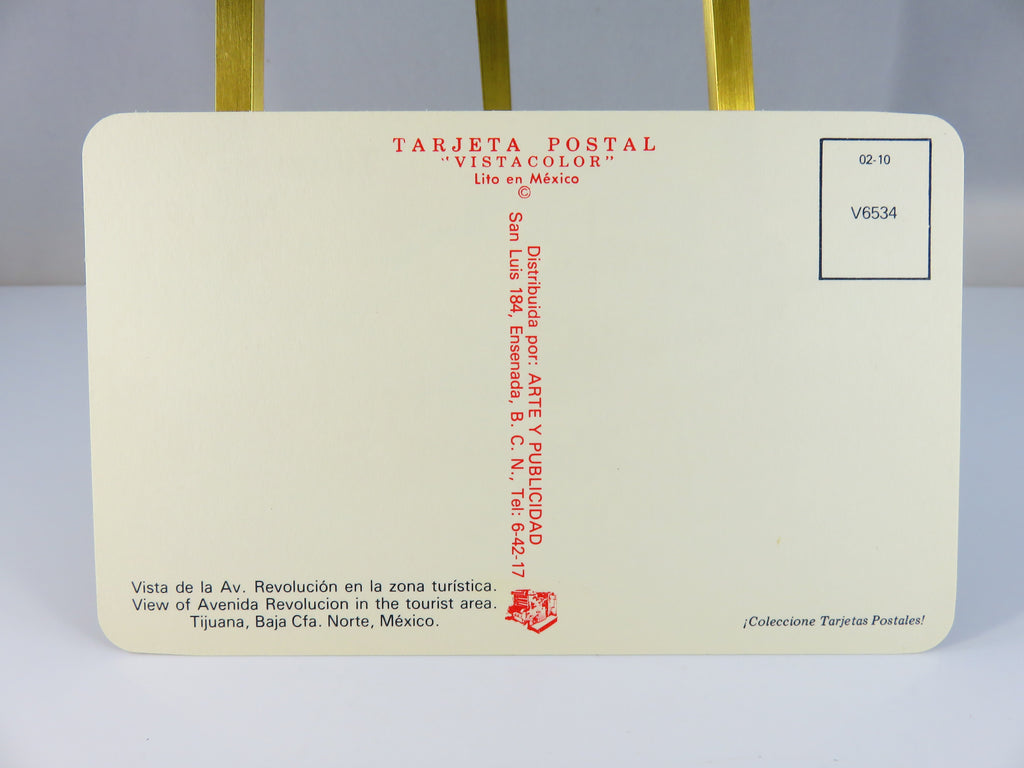 TARJETA POSTAL
"VISTACOLOR"
Lito en México
©
02-10
V6534
Distribuida por: ARTE Y PUBLICIDAD
San Luis 184, Ensenada, B. C. N., Tel: 6-42-17
Vista de la Av. Revolución en la zona turística.
View of Avenida Revolucion in the tourist area.
Tijuana, Baja Cfa. Norte, México.
¡Coleccione Tarjetas Postales!